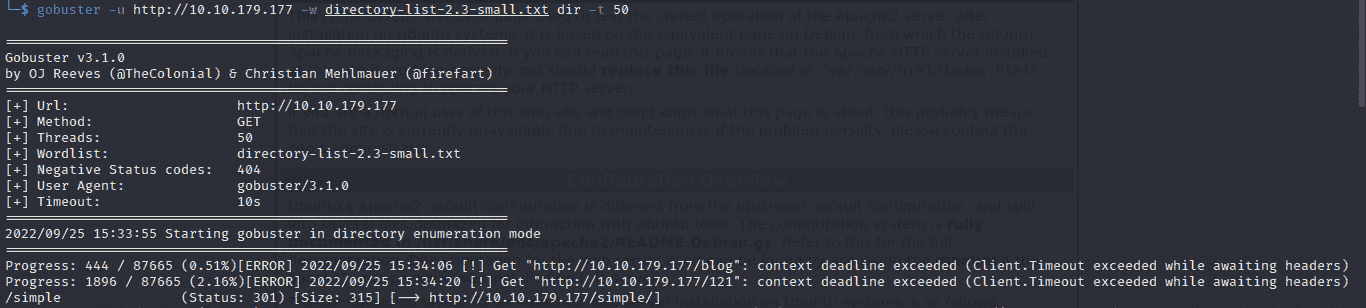 └─$ gobuster -u http://10.10.179.177 -w directory-list-2.3-small.txt dir -t 50
===============================================================
Gobuster v3.1.0
by OJ Reeves (@TheColonial) & Christian Mehlmauer (@firefart)
===============================================================
[+] Url: http://10.10.179.177
[+] Method: GET
[+] Threads: 50
[+] Wordlist: directory-list-2.3-small.txt
[+] Negative Status codes: 404
[+] User Agent: gobuster/3.1.0
[+] Timeout: 10s
===============================================================
2022/09/25 15:33:55 Starting gobuster in directory enumeration mode
===============================================================
Progress: 444 / 87665 (0.51%)[ERROR] 2022/09/25 15:34:06 [!] Get "http://10.10.179.177/blog": context deadline exceeded (Client.Timeout exceeded while awaiting headers)
Progress: 1896 / 87665 (2.16%)[ERROR] 2022/09/25 15:34:20 [!] Get "http://10.10.179.177/121": context deadline exceeded (Client.Timeout exceeded while awaiting headers)
/simple (Status: 301) [Size: 315] [--> http://10.10.179.177/simple/]